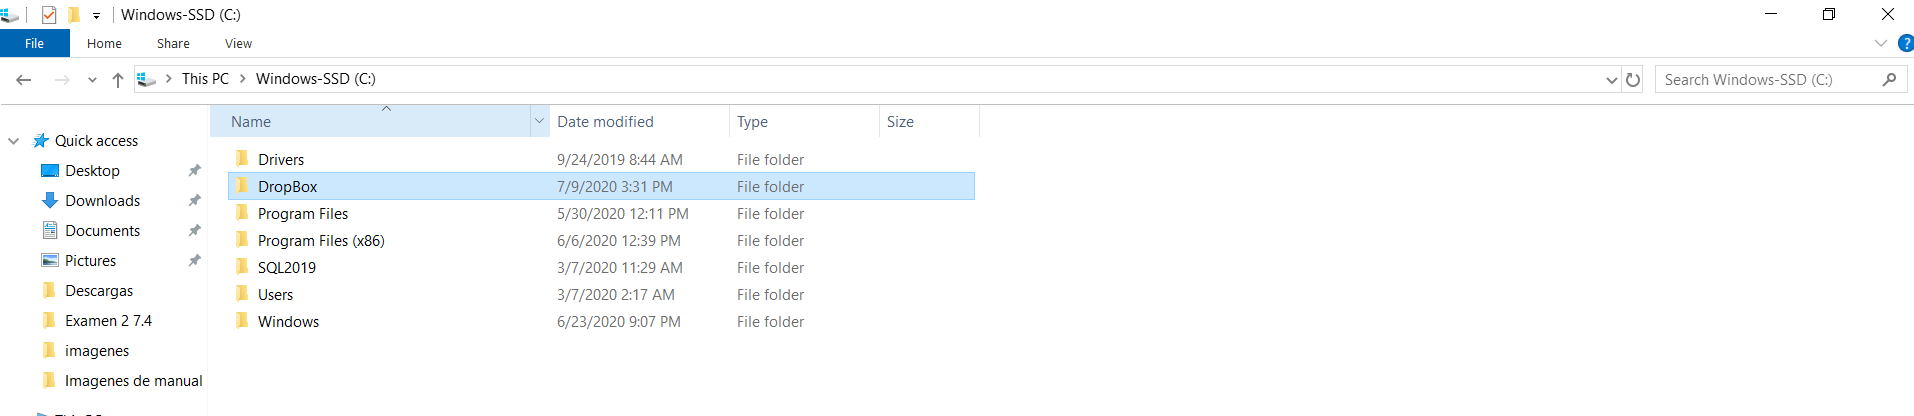 Windows-SSD (C:)
File Home Share View
This PC Windows-SSD (C:) Search Windows-SSD (C:)
Name Date modified Type Size
Quick access
Desktop
Downloads
Documents
Pictures
Descargas
Examen 2 7.4
imagenes
Imagenes de manual
Drivers 9/24/2019 8:44 AM File folder
DropBox 7/9/2020 3:31 PM File folder
Program Files 5/30/2020 12:11 PM File folder
Program Files (x86) 6/6/2020 12:39 PM File folder
SQL2019 3/7/2020 11:29 AM File folder
Users 3/7/2020 2:17 AM File folder
Windows 6/23/2020 9:07 PM File folder